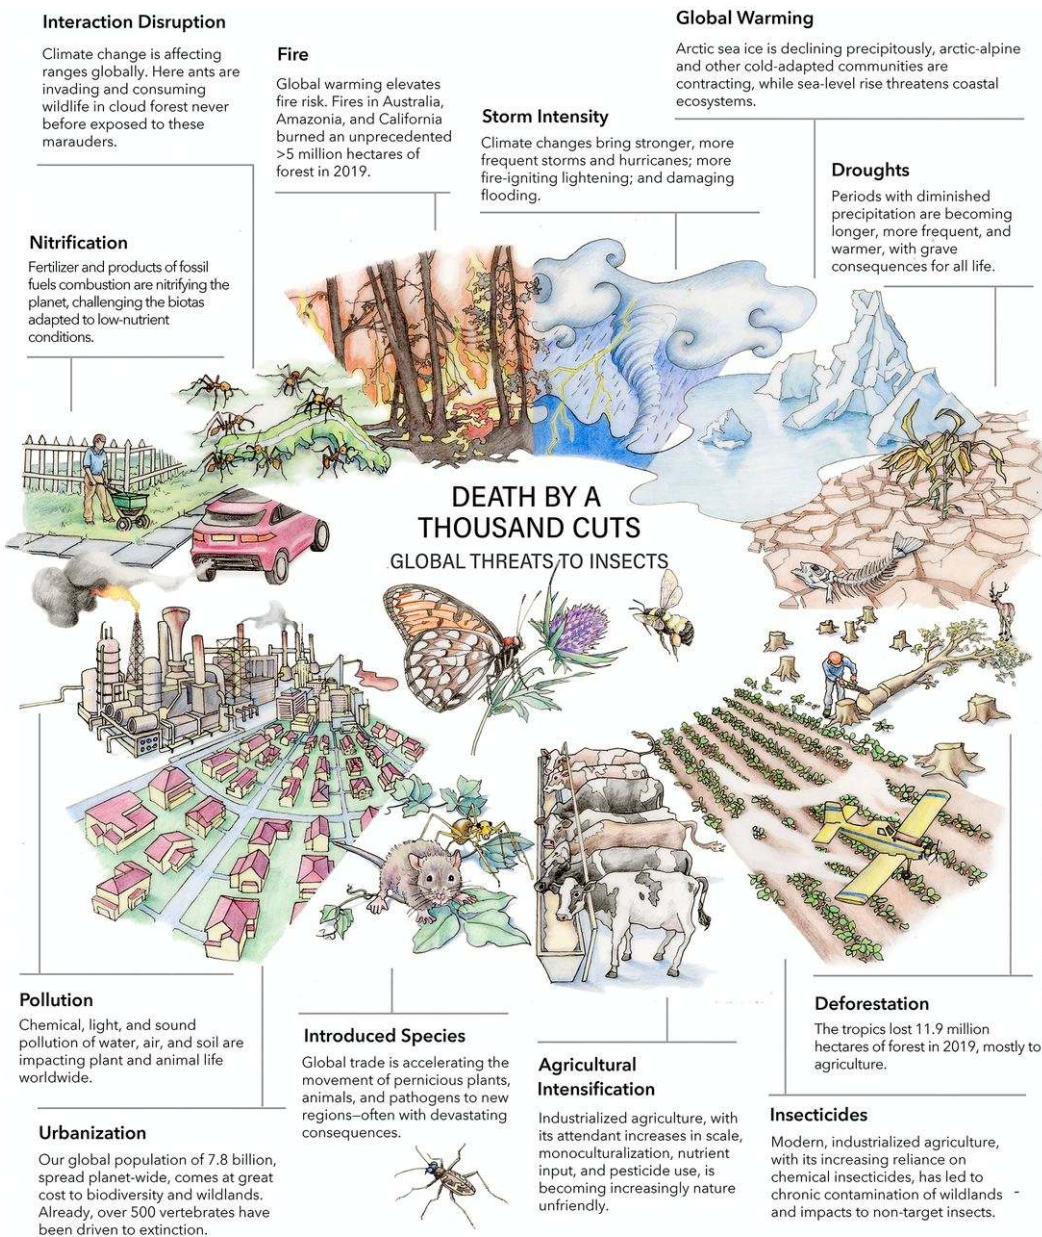 Interaction Disruption
Climate change is affecting
ranges globally. Here ants are
invading and consuming
wildlife in cloud forest never
before exposed to these
marauders.
Fire
Global warming elevates
fire risk. Fires in Australia,
Amazonia, and California
burned an unprecedented
>5 million hectares of
forest in 2019.
Storm Intensity
Climate changes bring stronger, more
frequent storms and hurricanes; more
fire-igniting lightening; and damaging
flooding.
Global Warming
Arctic sea ice is declining precipitously, arctic-alpine
and other cold-adapted communities are
contracting, while sea-level rise threatens coastal
ecosystems.
Droughts
Periods with diminished
precipitation are becoming
longer, more frequent, and
warmer, with grave
consequences for all life.
Nitrification
Fertilizer and products of fossil
fuels combustion are nitrifying the
planet, challenging the biotas
adapted to low-nutrient
conditions.
DEATH BY A
THOUSAND CUTS
GLOBAL THREATS TO INSECTS
Pollution
Chemical, light, and sound
pollution of water, air, and soil are
impacting plant and animal life
worldwide.
Urbanization
Our global population of 7.8 billion,
spread planet-wide, comes at great
cost to biodiversity and wildlands.
Already, over 500 vertebrates have
been driven to extinction.
Introduced Species
Global trade is accelerating the
movement of pernicious plants,
animals, and pathogens to new
regions—often with devastating
consequences.
Agricultural
Intensification
Industrialized agriculture, with
its attendant increases in scale,
monoculturalization, nutrient
input, and pesticide use, is
becoming increasingly nature
unfriendly.
Insecticides
Modern, industrialized agriculture,
with its increasing reliance on
chemical insecticides, has led to
chronic contamination of wildlands
and impacts to non-target insects.
Deforestation
The tropics lost 11.9 million
hectares of forest in 2019, mostly to
agriculture.